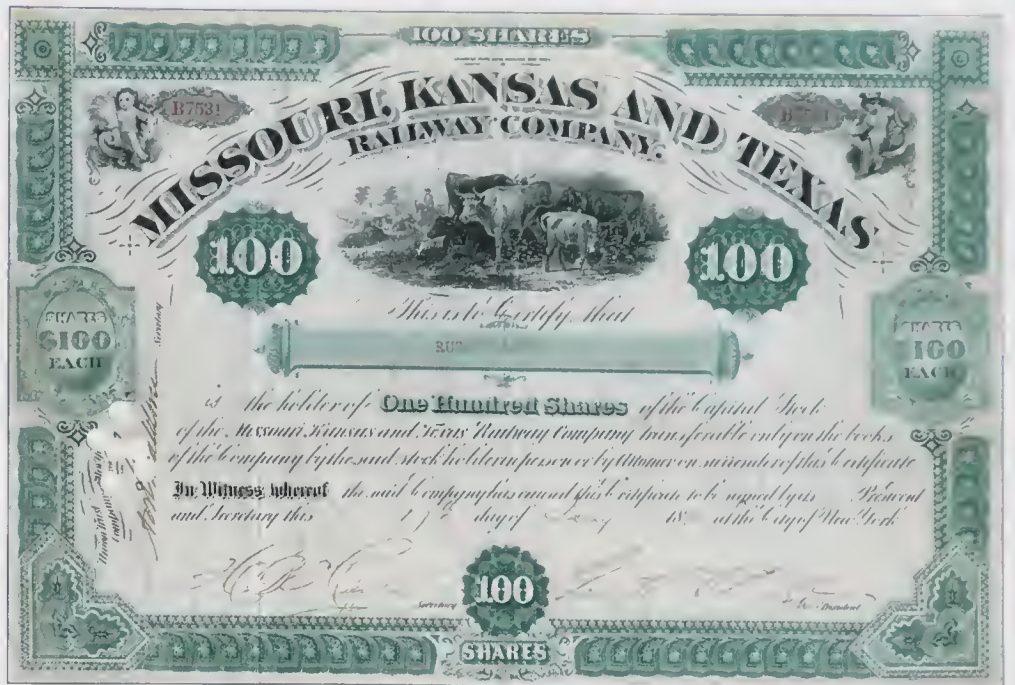 100 SHARES
B7531
MISSOURI, KANSAS AND TEXAS
RAILWAY COMPANY.
100
100
This is to Certify that
SHARES
$100
EACH
SHARES
100
EACH
Secretary
is the holder of One Hundred Shares of the Capital Stock
of the Missouri Kansas and Texas Railway Company transferable only on the books
of the Company by the said stockholder in person or by Attorney on surrender of this Certificate
In Witness whereof the said Company has caused this Certificate to be signed by its President
and Secretary this day of 18 at the City of New York
Secretary
President
100
SHARES